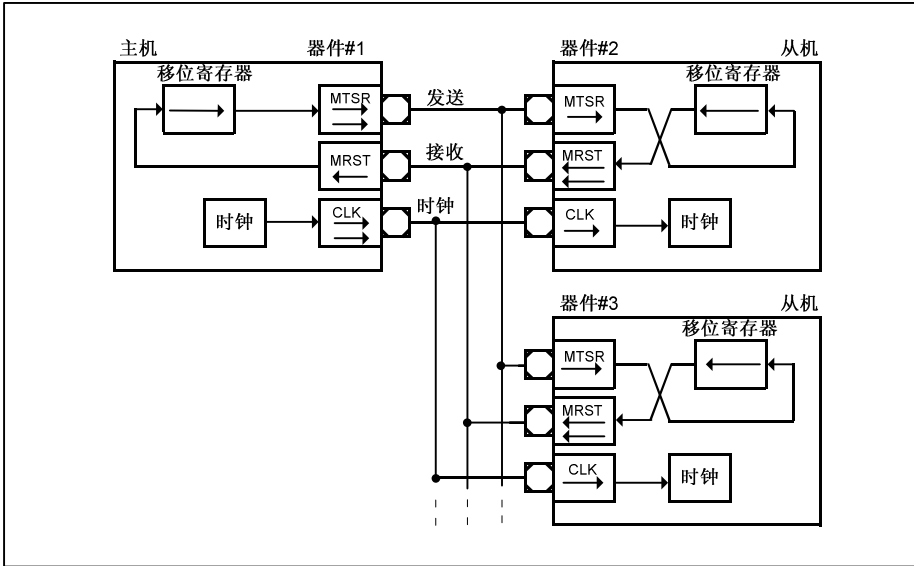 主机
器件#1
移位寄存器
MTSR
MRST
时钟
CLK
发送
接收
时钟
器件#2
从机
移位寄存器
MTSR
MRST
CLK
时钟
器件#3
从机
移位寄存器
MTSR
MRST
CLK
时钟